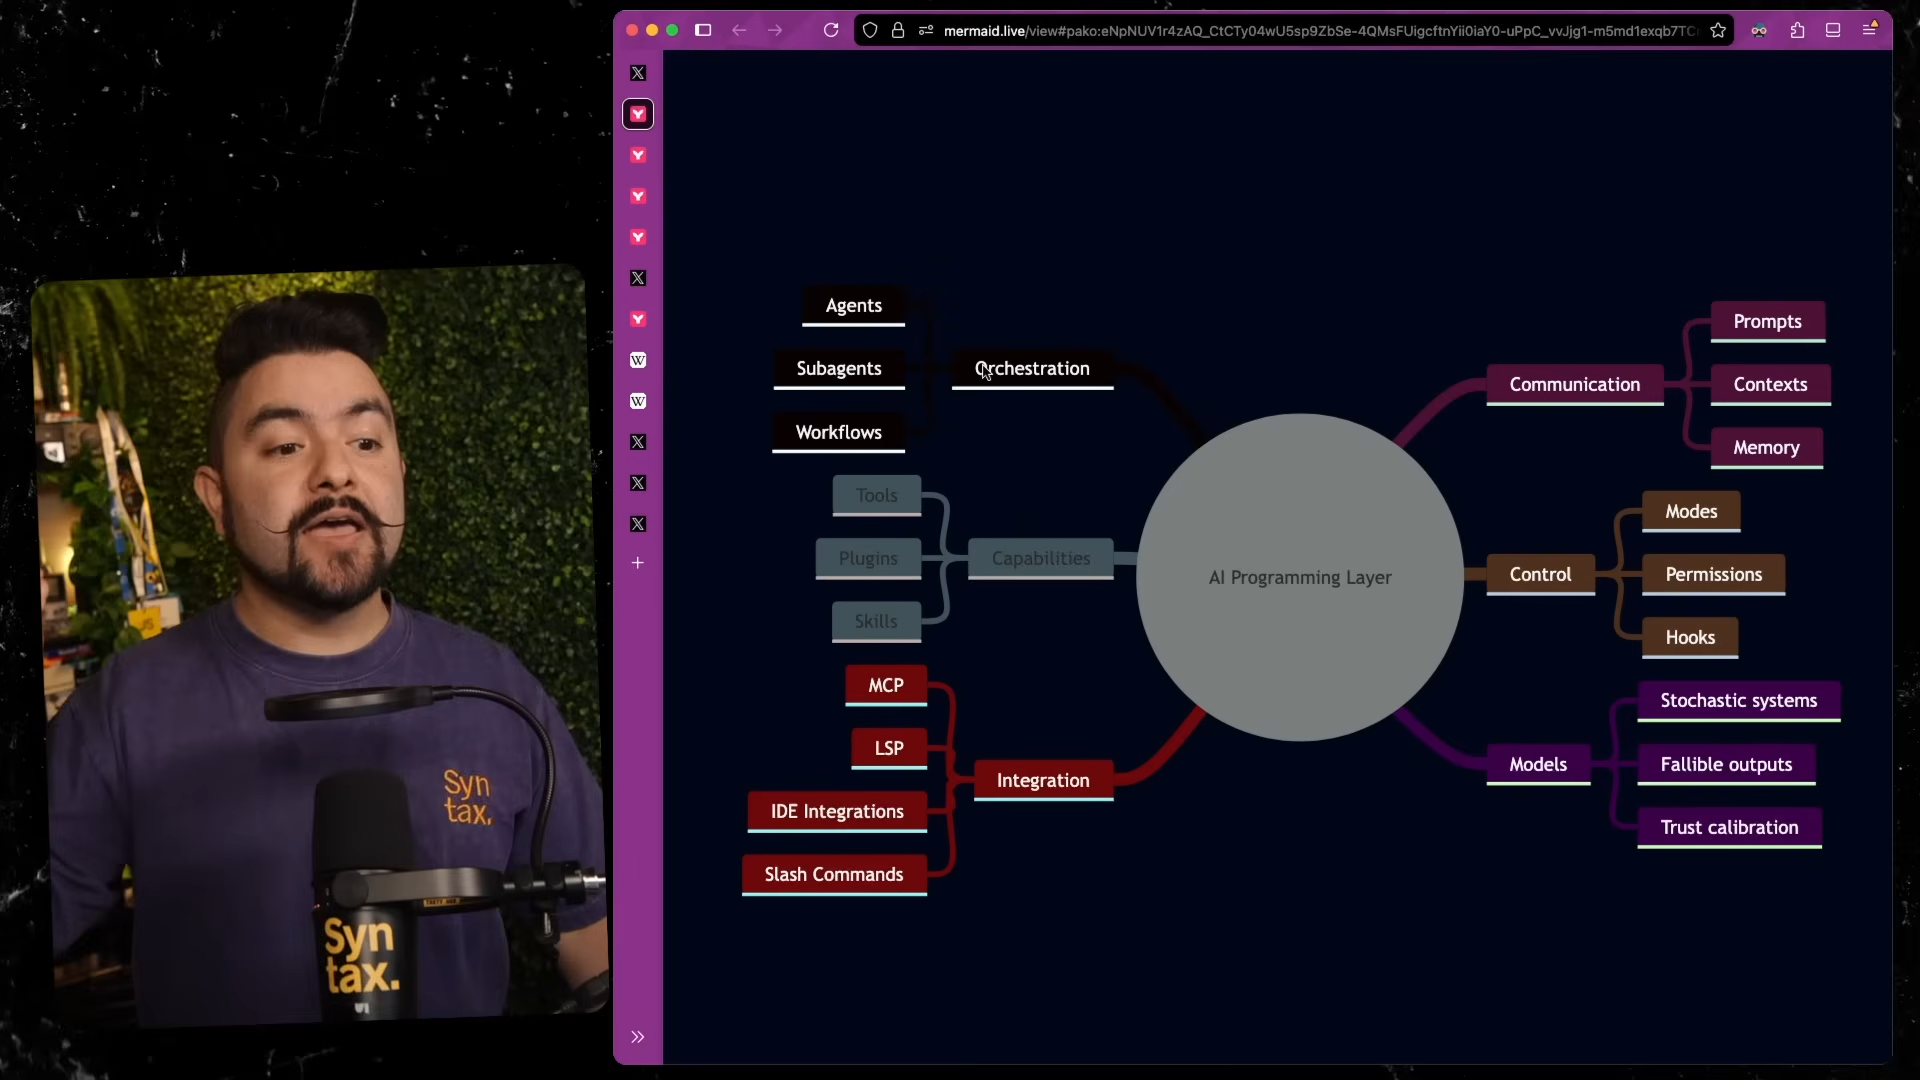 mermaid.live/view#pako:eNpNUV1r4zAQ_CtCTy04wU5sp9ZbSe-4QMsFUigcftnYii0iaY0-uPpC_vvJjg1-m5md1exqb7TC
Agents
Subagents
Workflows
Orchestration
Tools
Plugins
Skills
Capabilities
MCP
LSP
IDE Integrations
Slash Commands
Integration
AI Programming Layer
Communication
Prompts
Contexts
Memory
Control
Modes
Permissions
Hooks
Models
Stochastic systems
Fallible outputs
Trust calibration
Syn
tax.
Syn
tax.